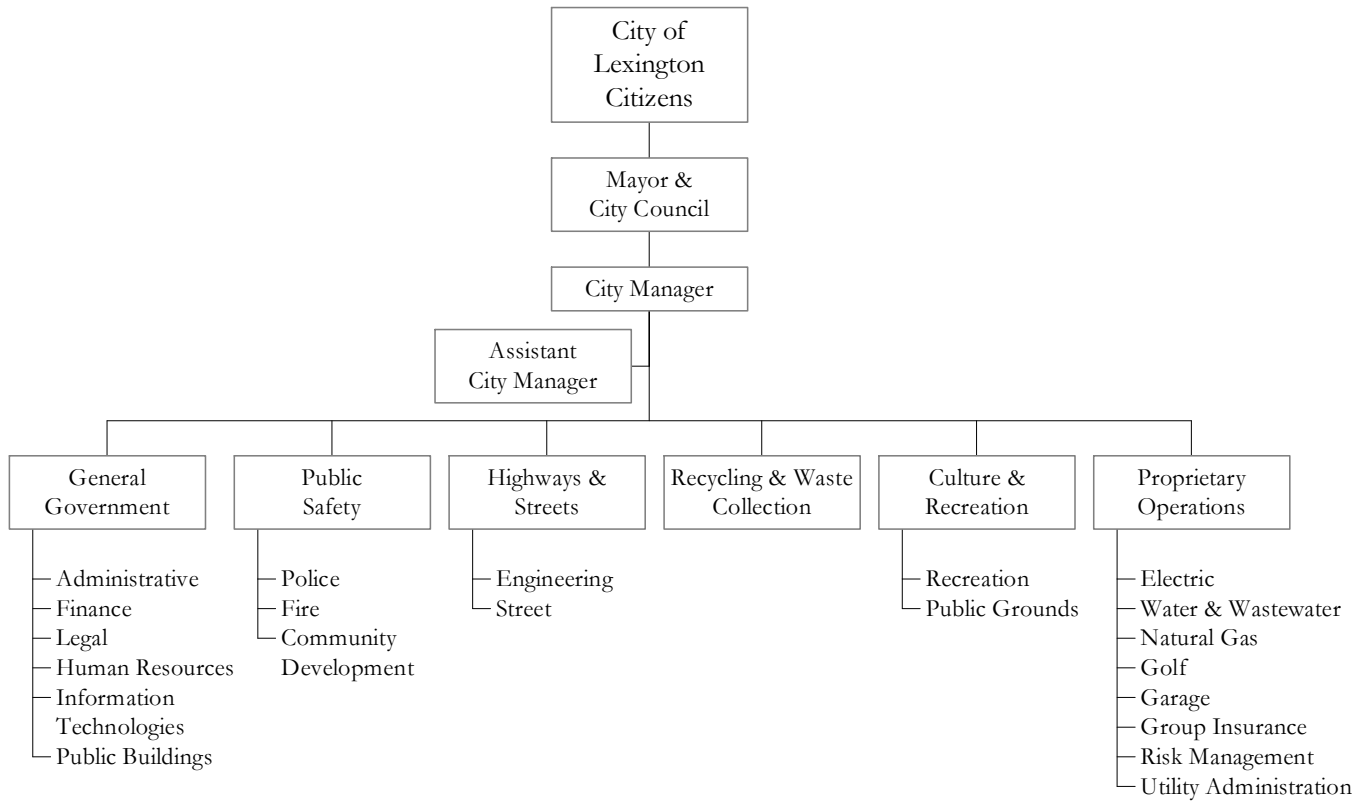 City of
Lexington
Citizens
Mayor &
City Council
City Manager
Assistant
City Manager
General
Government
Administrative
Finance
Legal
Human Resources
Information
Technologies
Public Buildings
Public
Safety
Police
Fire
Community
Development
Highways &
Streets
Engineering
Street
Recycling & Waste
Collection
Culture &
Recreation
Recreation
Public Grounds
Proprietary
Operations
Electric
Water & Wastewater
Natural Gas
Golf
Garage
Group Insurance
Risk Management
Utility Administration